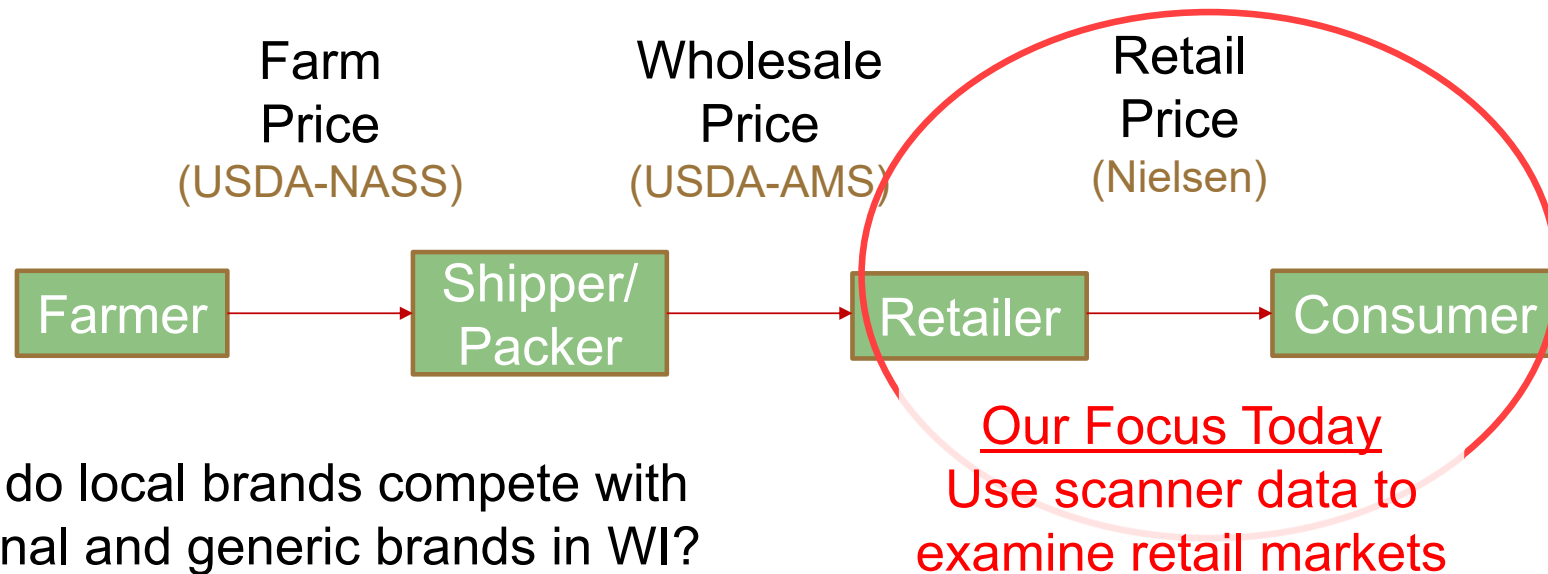 Farm
Price
(USDA-NASS)
Wholesale
Price
(USDA-AMS)
Retail
Price
(Nielsen)
Farmer
Shipper/
Packer
Retailer
Consumer
do local brands compete with
nal and generic brands in WI?
Our Focus Today
Use scanner data to
examine retail markets